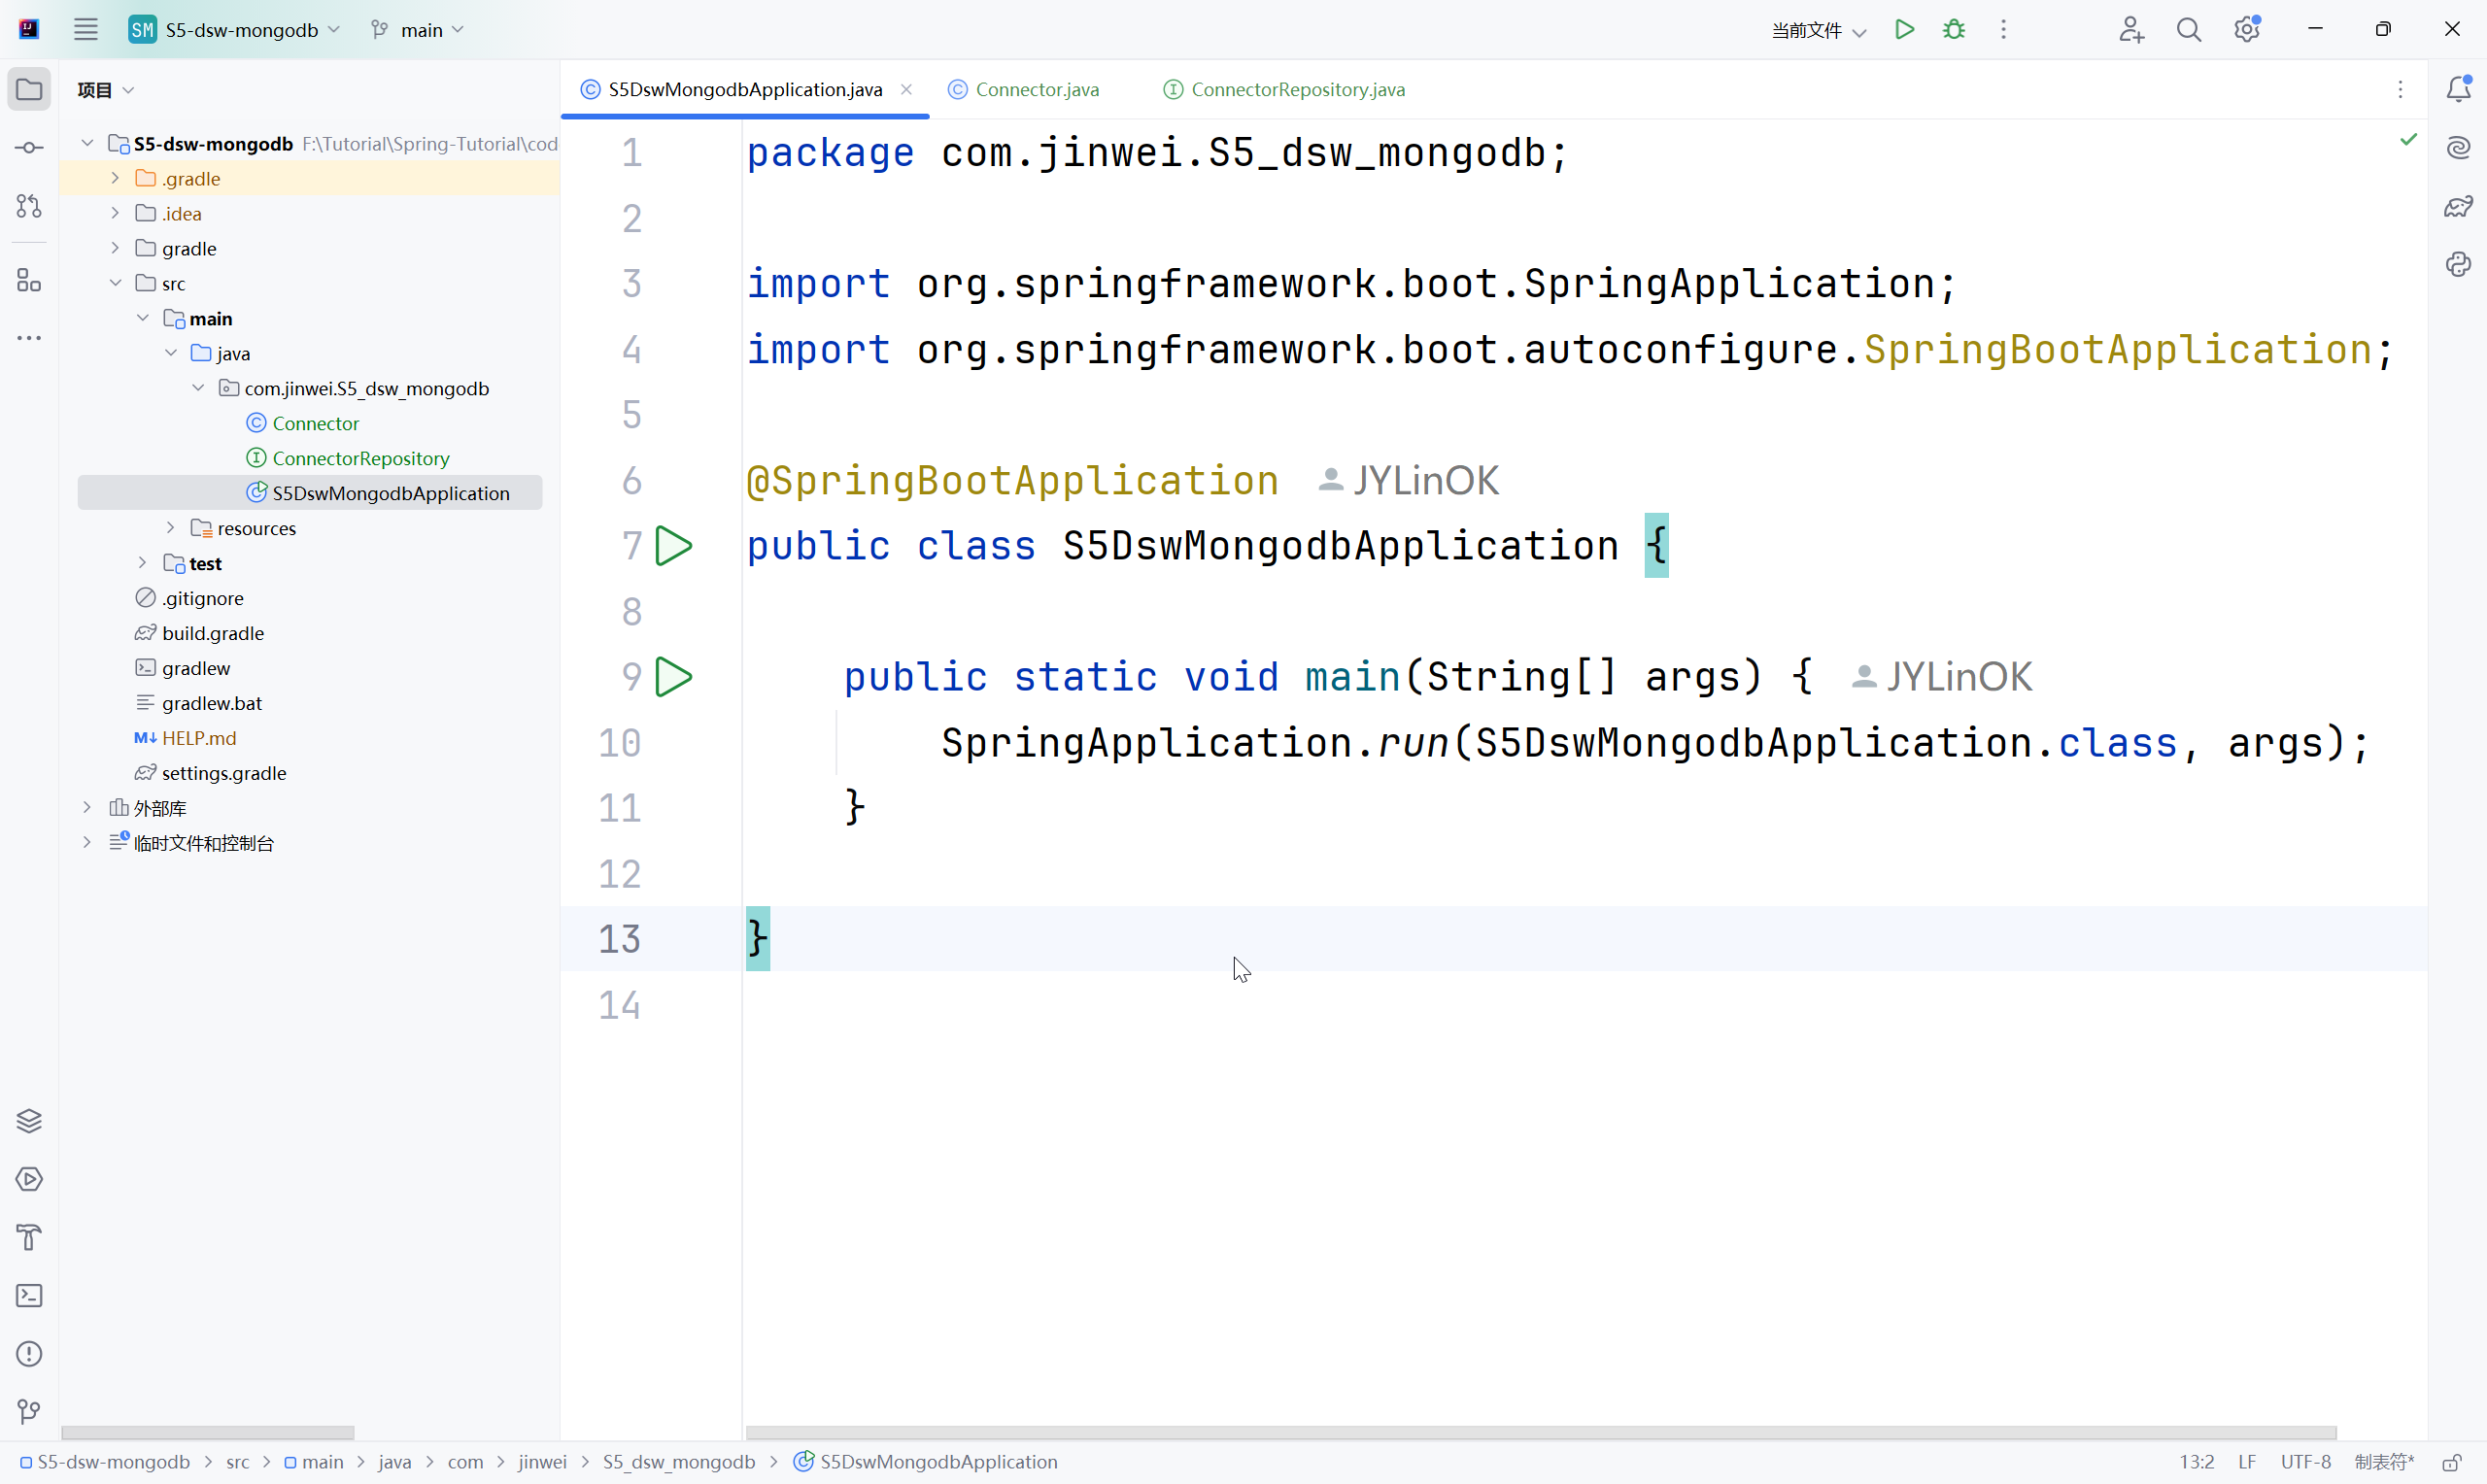 SM S5-dsw-mongodb main 当前文件
项目
S5-dsw-mongodb F:\Tutorial\Spring-Tutorial\cod
.gradle
.idea
gradle
src
main
java
com.jinwei.S5_dsw_mongodb
Connector
ConnectorRepository
S5DswMongodbApplication
resources
test
.gitignore
build.gradle
gradlew
gradlew.bat
M↓ HELP.md
settings.gradle
外部库
临时文件和控制台
S5DswMongodbApplication.java Connector.java ConnectorRepository.java
1 package com.jinwei.S5_dsw_mongodb;
2
3 import org.springframework.boot.SpringApplication;
4 import org.springframework.boot.autoconfigure.SpringBootApplication;
5
6 @SpringBootApplication JYLinOK
7 public class S5DswMongodbApplication {
8
9 public static void main(String[] args) { JYLinOK
10 SpringApplication.run(S5DswMongodbApplication.class, args);
11 }
12
13 }
14
S5-dsw-mongodb > src > main > java > com > jinwei > S5_dsw_mongodb > S5DswMongodbApplication 13:2 LF UTF-8 制表符*